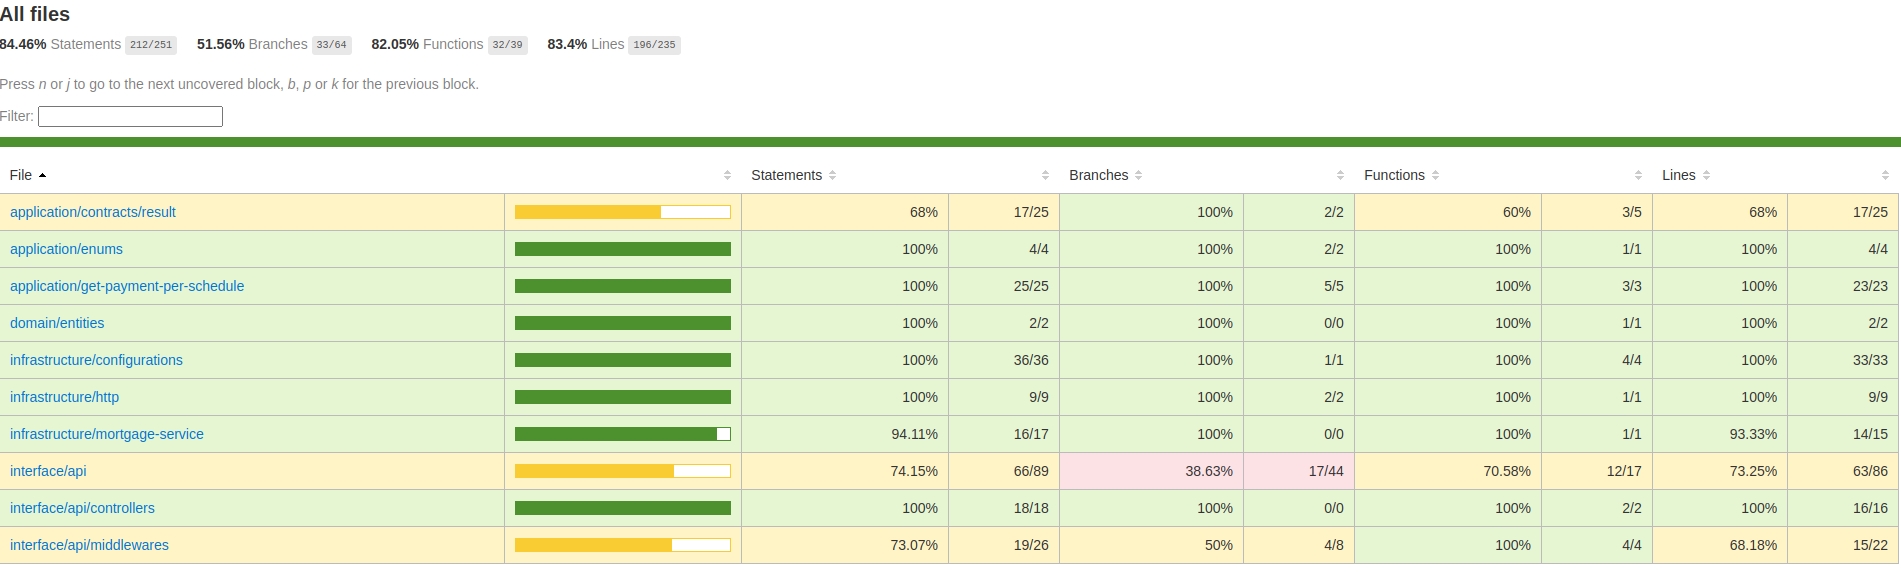 All files
84.46% Statements 212/251 51.56% Branches 33/64 82.05% Functions 32/39 83.4% Lines 196/235
Press n or j to go to the next uncovered block, b, p or k for the previous block.
Filter:
File Statements Branches Functions Lines
application/contracts/result 68% 17/25 100% 2/2 60% 3/5 68% 17/25
application/enums 100% 4/4 100% 2/2 100% 1/1 100% 4/4
application/get-payment-per-schedule 100% 25/25 100% 5/5 100% 3/3 100% 23/23
domain/entities 100% 2/2 100% 0/0 100% 1/1 100% 2/2
infrastructure/configurations 100% 36/36 100% 1/1 100% 4/4 100% 33/33
infrastructure/http 100% 9/9 100% 2/2 100% 1/1 100% 9/9
infrastructure/mortgage-service 94.11% 16/17 100% 0/0 100% 1/1 93.33% 14/15
interface/api 74.15% 66/89 38.63% 17/44 70.58% 12/17 73.25% 63/86
interface/api/controllers 100% 18/18 100% 0/0 100% 2/2 100% 16/16
interface/api/middlewares 73.07% 19/26 50% 4/8 100% 4/4 68.18% 15/22